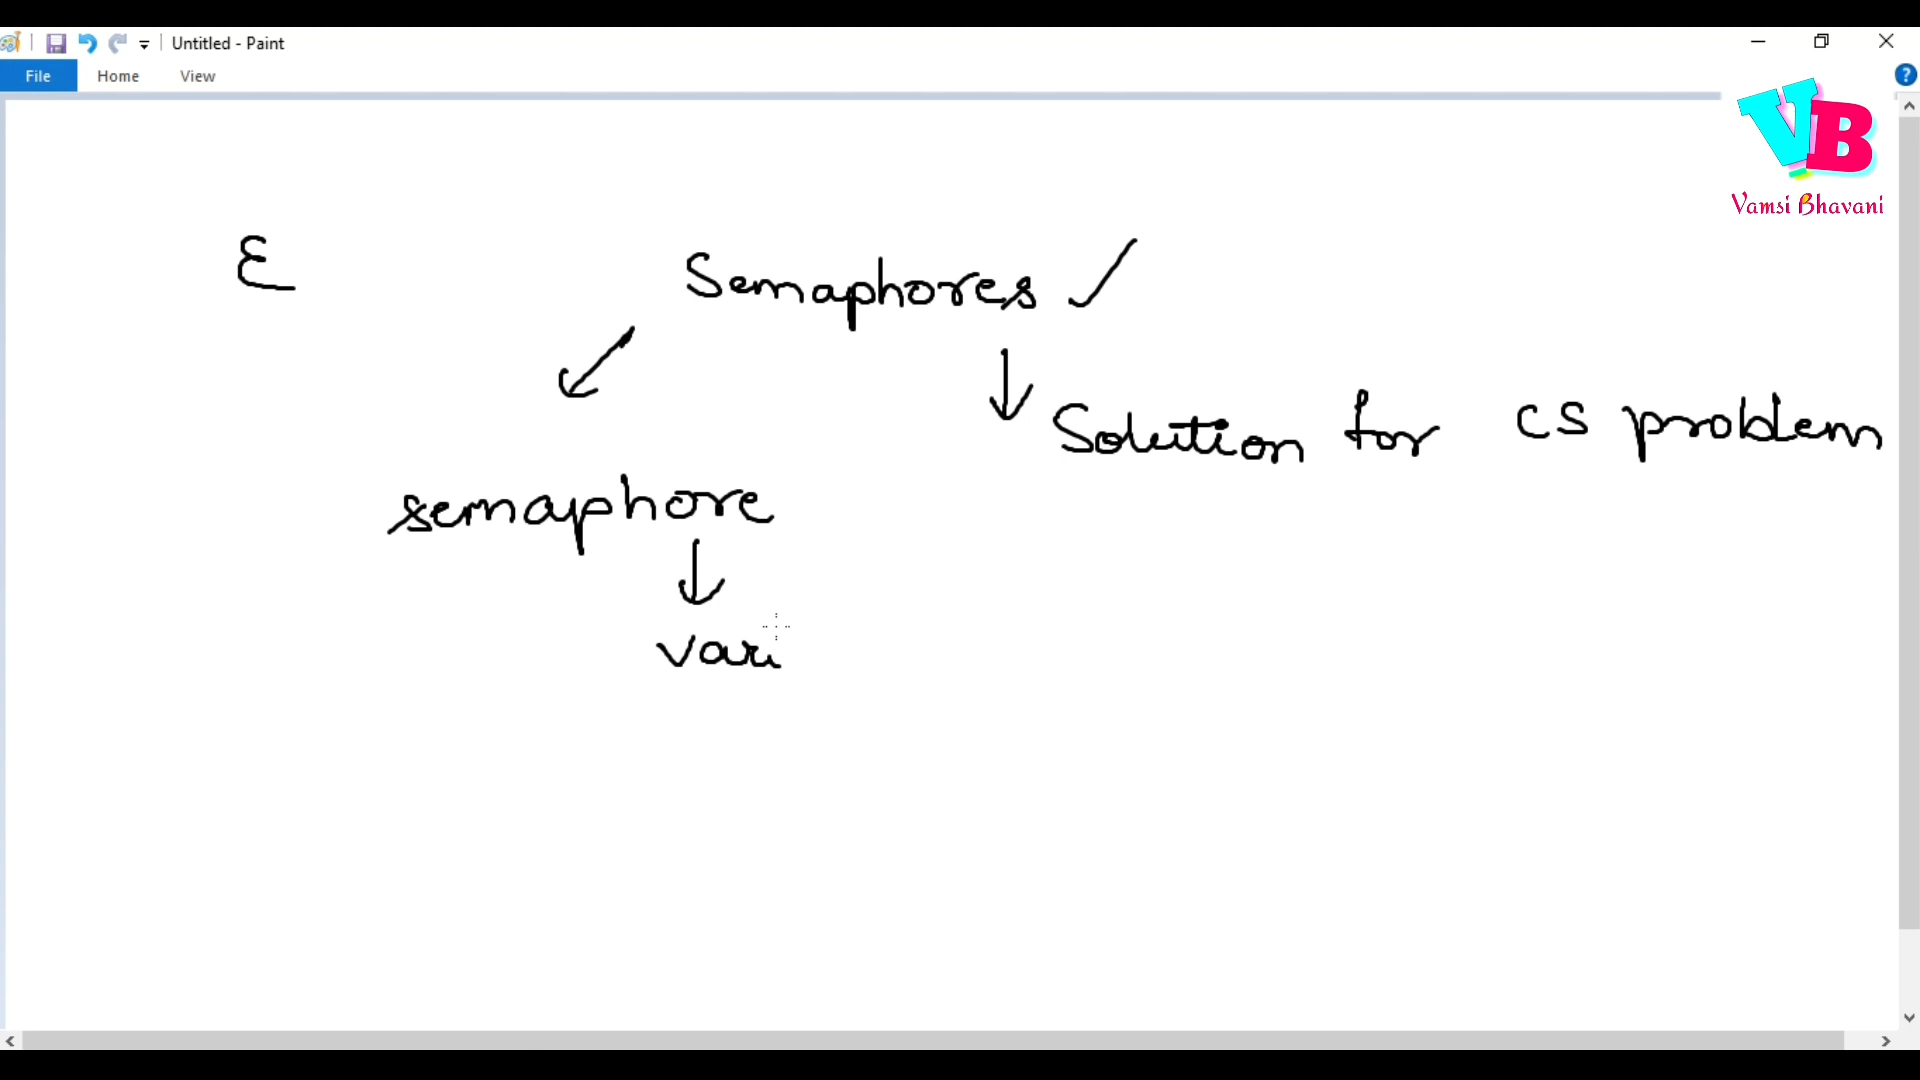 Untitled - Paint
File Home View
VB
Vamsi Bhavani
Semaphores
Solution for CS problem
semaphore
vari